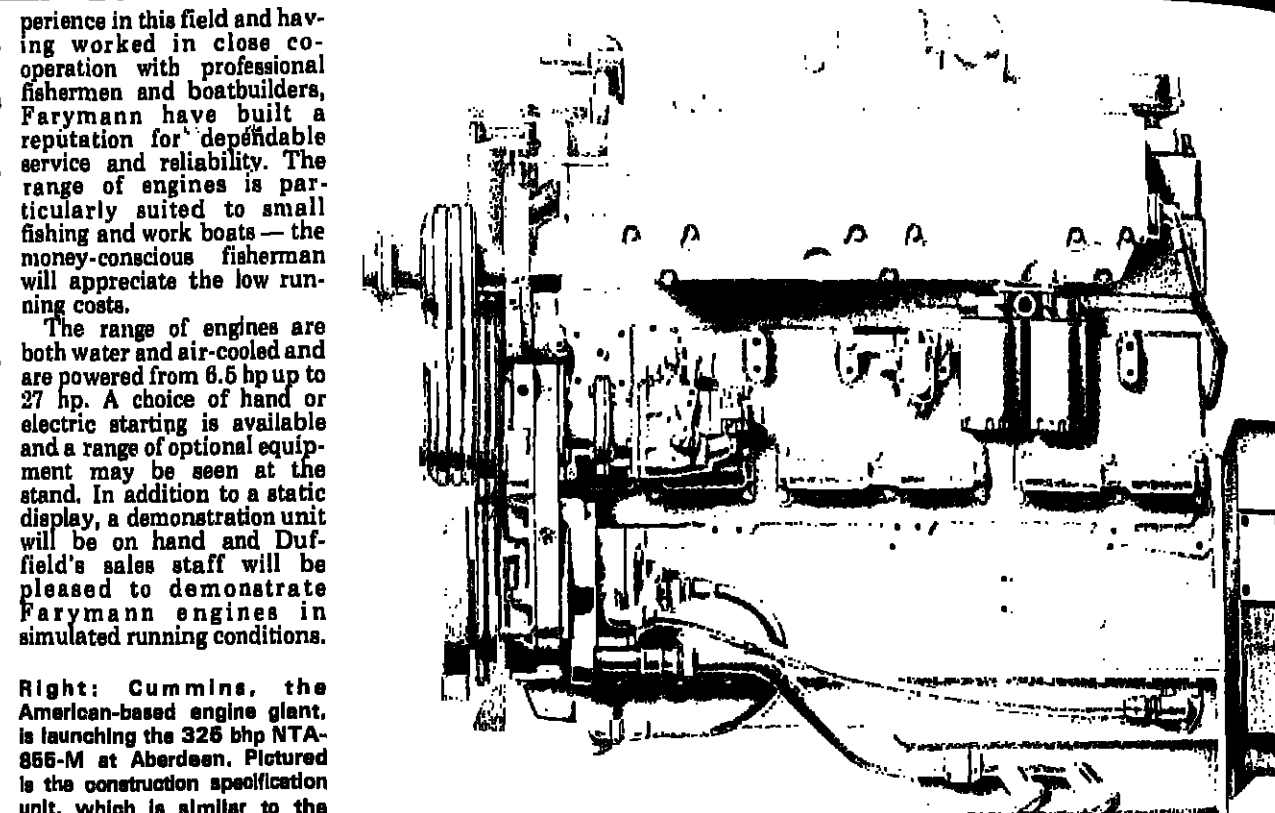 perience in this field and hav-
ing worked in close co-
operation with professional
fishermen and boatbuilders,
Farymann have built a
reputation for dependable
service and reliability. The
range of engines is par-
ticularly suited to small
fishing and work boats — the
money-conscious fisherman
will appreciate the low run-
ning costs.
The range of engines are
both water and air-cooled and
are powered from 6.5 hp up to
27 hp. A choice of hand or
electric starting is available
and a range of optional equip-
ment may be seen at the
stand. In addition to a static
display, a demonstration unit
will be on hand and Duf-
field's sales staff will be
pleased to demonstrate
Farymann engines in
simulated running conditions.
Right: Cummins, the
American-based engine giant,
is launching the 325 bhp NTA-
855-M at Aberdeen. Pictured
is the construction specification
unit, which is similar to the